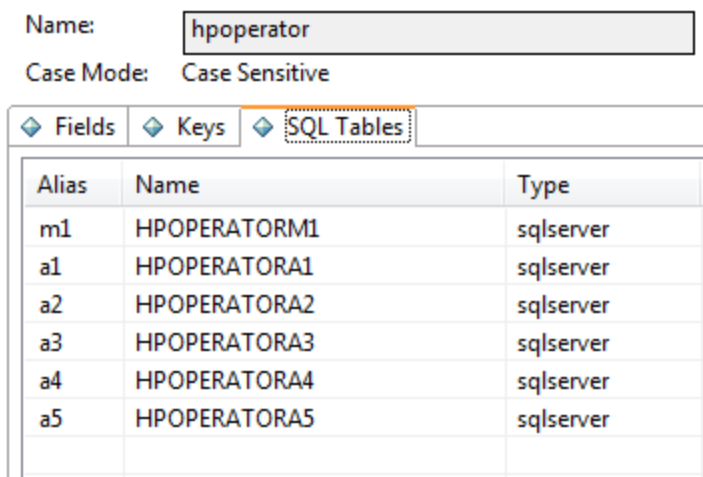 Name: hpoperator
Case Mode: Case Sensitive
Fields Keys SQL Tables
Alias Name Type
m1 HPOPERATORM1 sqlserver
a1 HPOPERATORA1 sqlserver
a2 HPOPERATORA2 sqlserver
a3 HPOPERATORA3 sqlserver
a4 HPOPERATORA4 sqlserver
a5 HPOPERATORA5 sqlserver